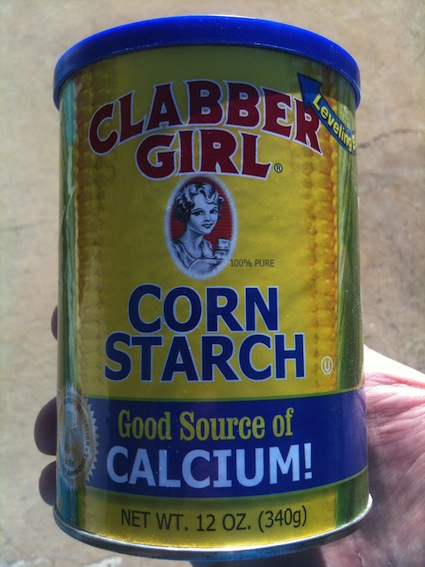 CLABBER
GIRL®
Leveling
100% PURE
CORN
STARCH
U
Good Source of
CALCIUM!
NET WT. 12 OZ. (340g)